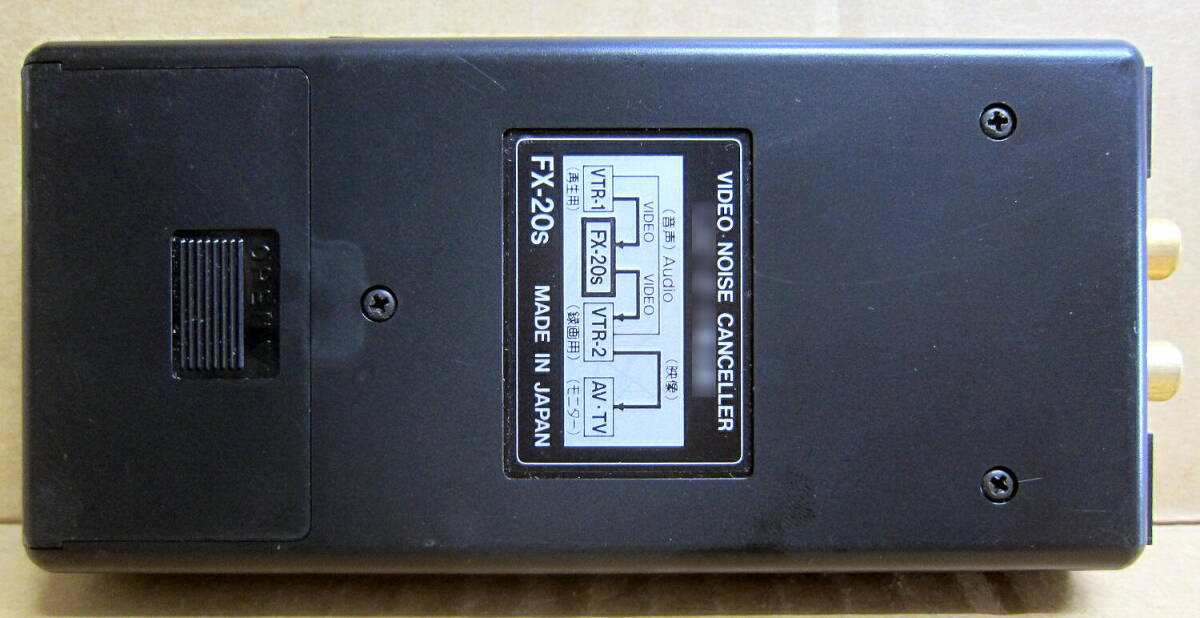 VIDEO NOISE CANCELLER
(音声) Audio
(映像)
VIDEO
VIDEO
VTR-1
FX-20s
VTR-2
AV・TV
(再生用)
(録画用)
(モニター)
FX-20s MADE IN JAPAN
OPEN